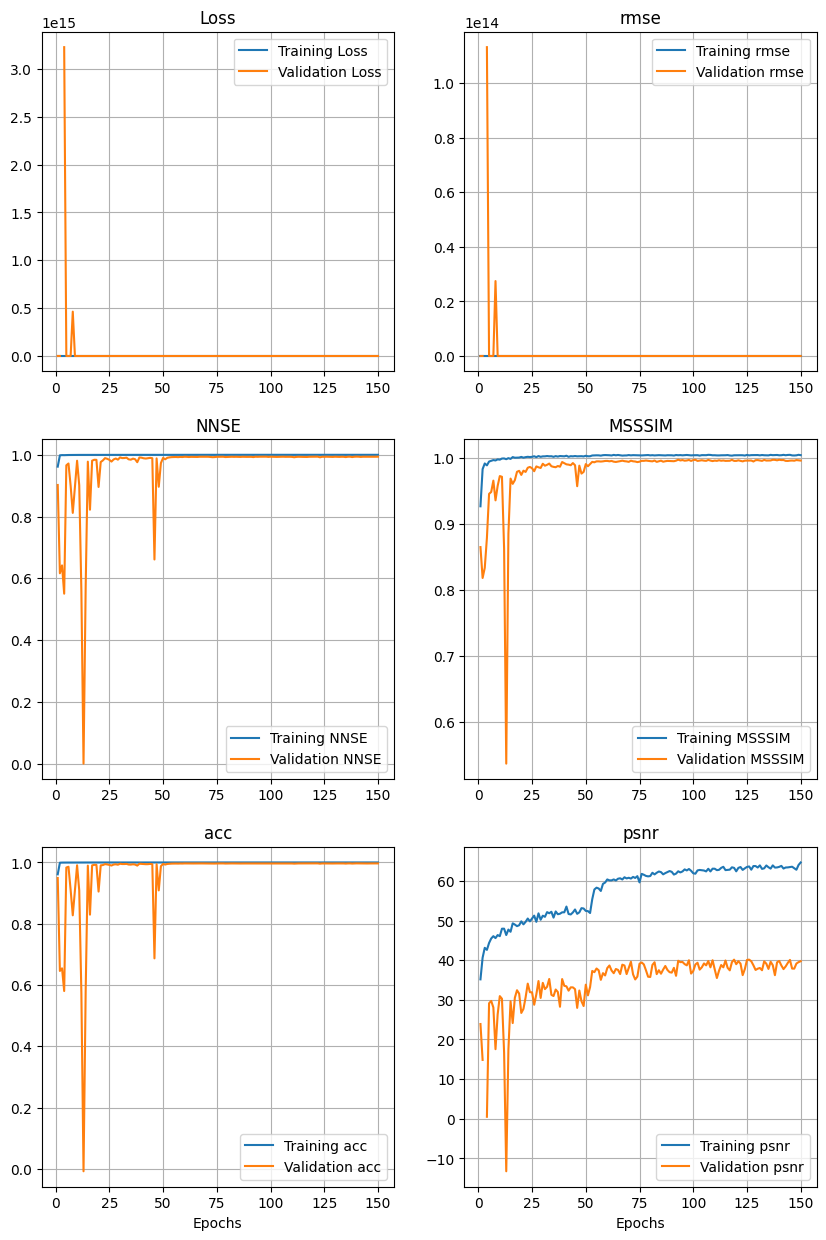 Loss
1e15
Training Loss
Validation Loss
3.0
2.5
2.0
1.5
1.0
0.5
0.0
0 25 50 75 100 125 150
rmse
1e14
Training rmse
Validation rmse
1.0
0.8
0.6
0.4
0.2
0.0
0 25 50 75 100 125 150
NNSE
1.0
0.8
0.6
0.4
0.2
0.0
Training NNSE
Validation NNSE
0 25 50 75 100 125 150
MSSSIM
1.0
0.9
0.8
0.7
0.6
Training MSSSIM
Validation MSSSIM
0 25 50 75 100 125 150
acc
1.0
0.8
0.6
0.4
0.2
0.0
Training acc
Validation acc
0 25 50 75 100 125 150
Epochs
psnr
60
50
40
30
20
10
0
−10
Training psnr
Validation psnr
0 25 50 75 100 125 150
Epochs